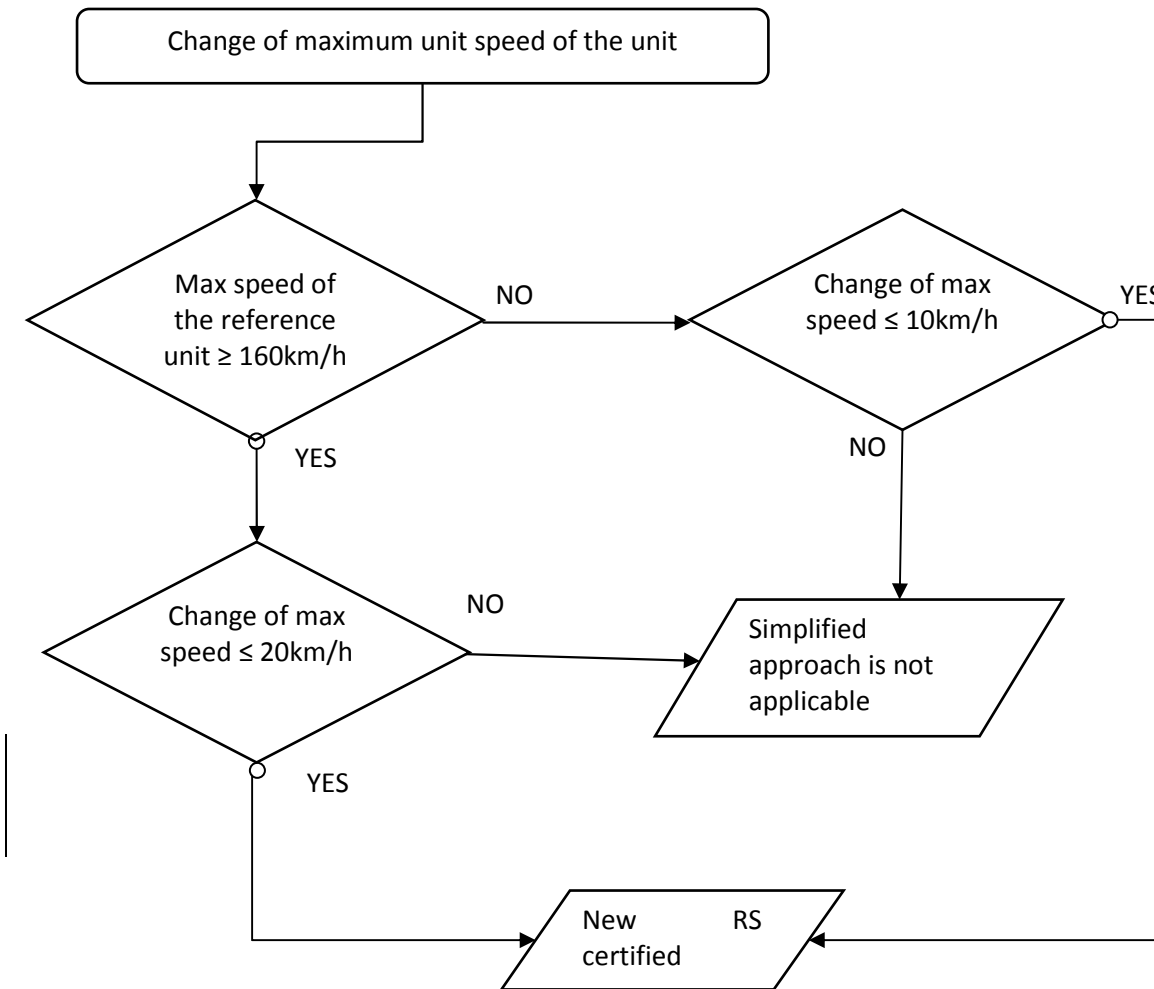 Change of maximum unit speed of the unit
Max speed of
the reference
unit ≥ 160km/h
NO
Change of max
speed ≤ 10km/h
YES
YES
NO
Change of max
speed ≤ 20km/h
NO
Simplified
approach is not
applicable
YES
New RS
certified